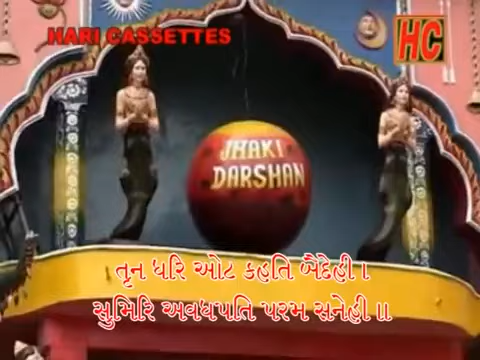 HARI CASSETTES
HC
JHAKI
DARSHAN
તૃન ધરિ ઓટ કહતિ બૈદેહી ।
સુમિરિ અવધપતિ પરમ સનેહી ॥